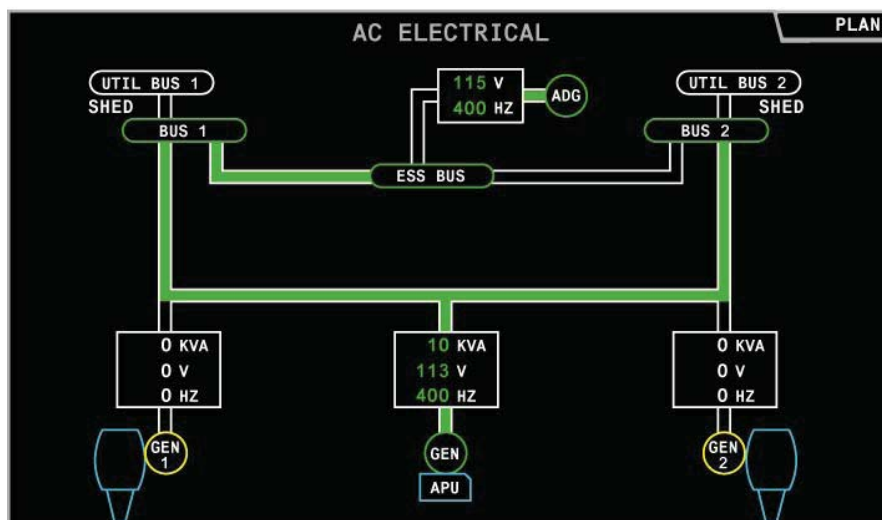 AC ELECTRICAL
PLAN
UTIL BUS 1
115 V
400 HZ
ADG
UTIL BUS 2
SHED
SHED
BUS 1
BUS 2
ESS BUS
0 KVA
0 V
0 HZ
10 KVA
113 V
400 HZ
0 KVA
0 V
0 HZ
GEN
1
GEN
APU
GEN
2